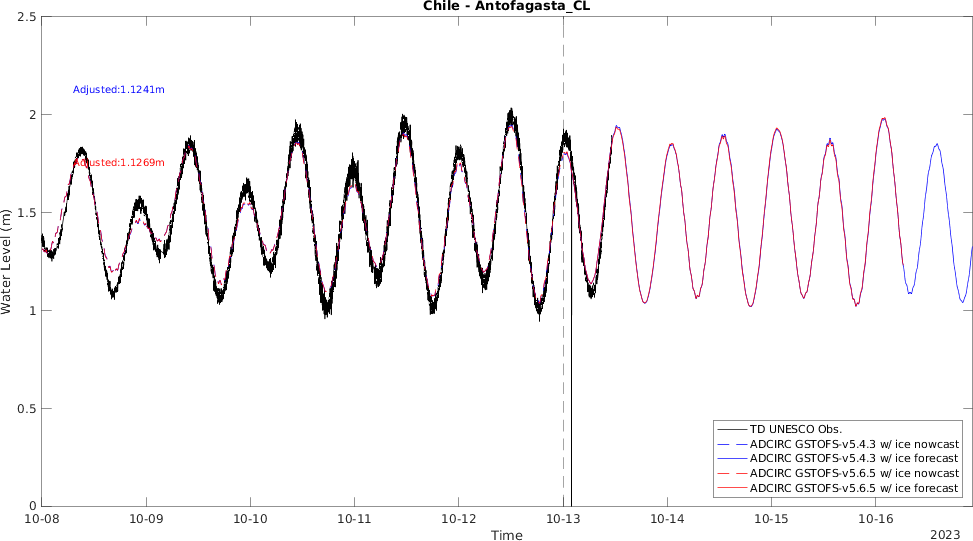 Chile - Antofagasta_CL
2.5
Adjusted:1.1241m
2
Adjusted:1.1269m
1.5
Water Level (m)
1
0.5
TD UNESCO Obs.
ADCIRC GSTOFS-v5.4.3 w/ ice nowcast
ADCIRC GSTOFS-v5.4.3 w/ ice forecast
ADCIRC GSTOFS-v5.6.5 w/ ice nowcast
ADCIRC GSTOFS-v5.6.5 w/ ice forecast
0
10-08 10-09 10-10 10-11 10-12 10-13 10-14 10-15 10-16
Time
2023